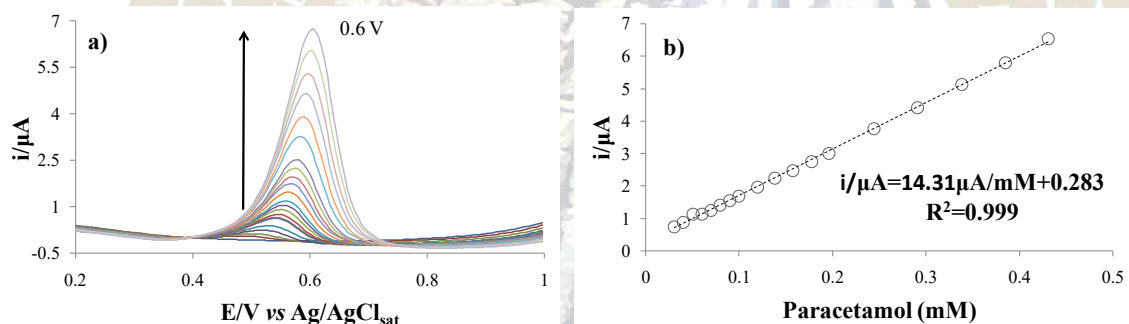 a)
0.6 V
i/µA
7
5.5
4
2.5
1
-0.5
0.2
0.4
0.6
0.8
1
E/V vs Ag/AgClsat
b)
i/µA
7
6
5
4
3
2
1
0
i/µA=14.31µA/mM+0.283
R²=0.999
0
0.1
0.2
0.3
0.4
0.5
Paracetamol (mM)